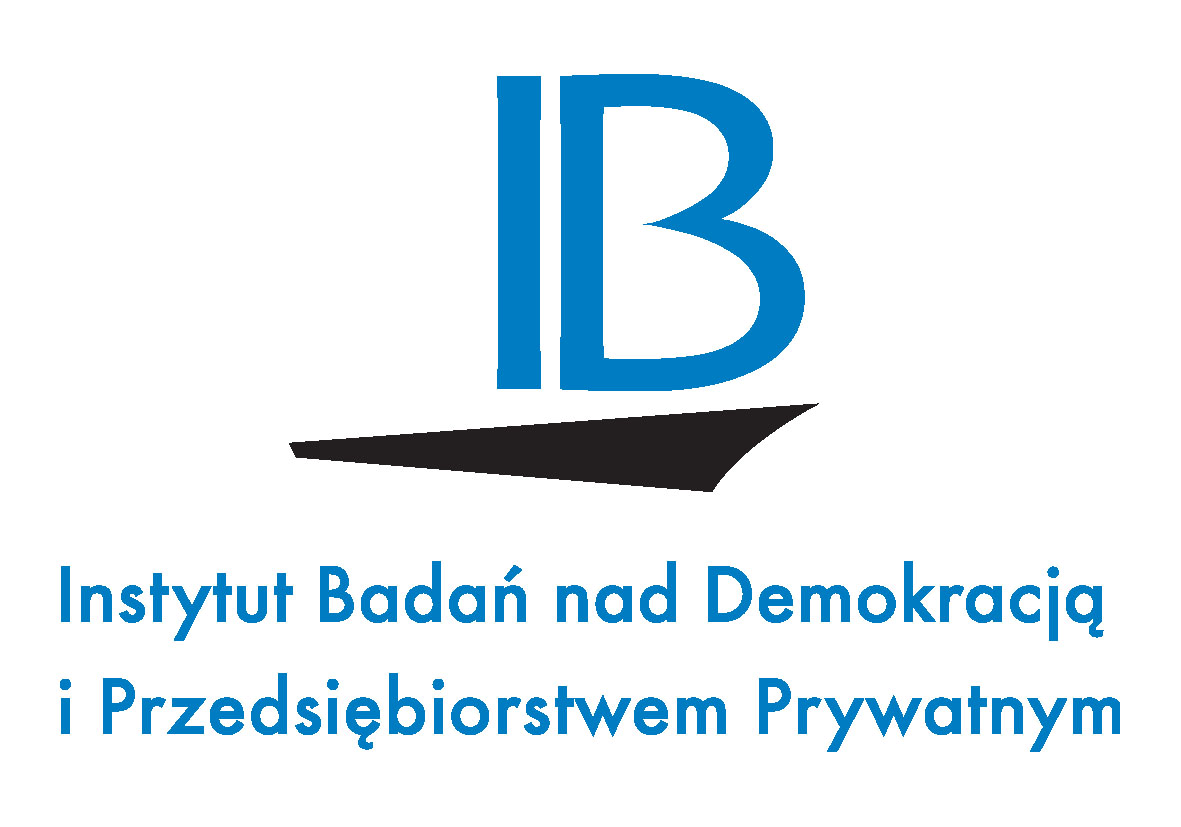 IB
Instytut Badań nad Demokracją
i Przedsiębiorstwem Prywatnym